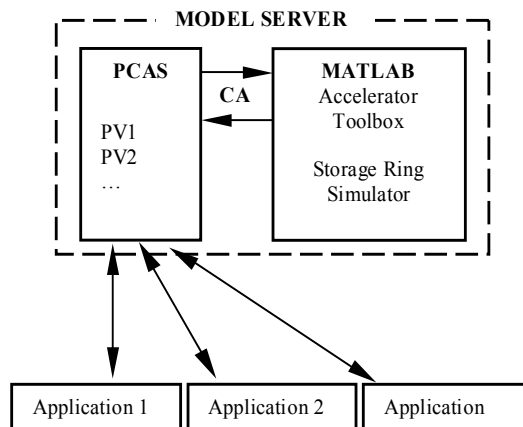 MODEL SERVER
PCAS
PV1
PV2
…
CA
MATLAB
Accelerator
Toolbox
Storage Ring
Simulator
Application 1
Application 2
Application